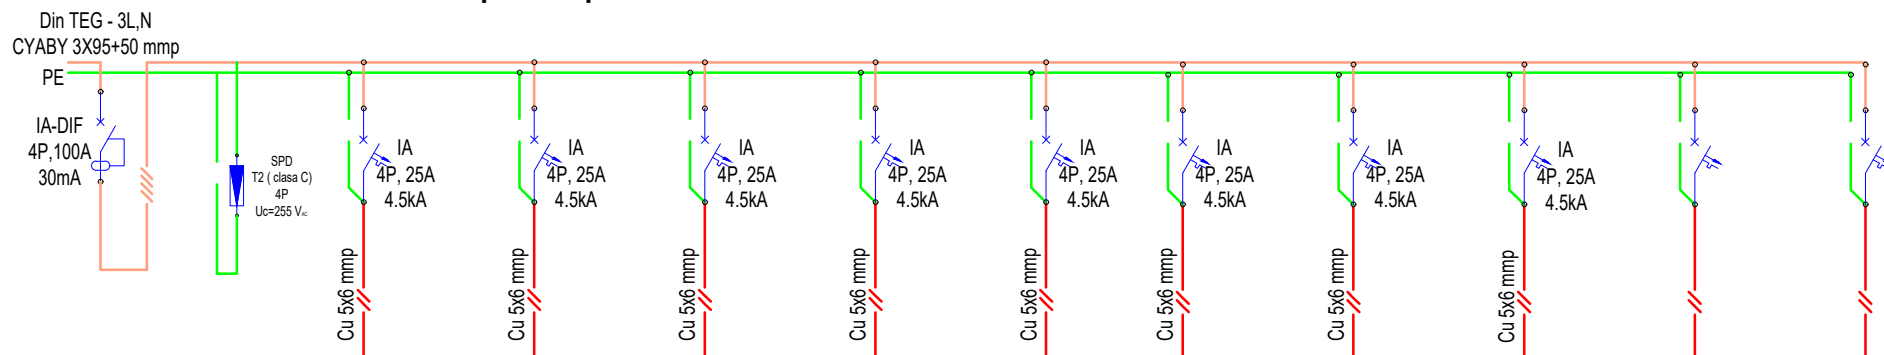 Din TEG - 3L,N
CYABY 3X95+50 mmp
PE
IA-DIF
4P,100A
30mA
SPD
T2 ( clasa C)
4P
Uc=255 VAC
IA
4P, 25A
4.5kA
Cu 5x6 mmp
IA
4P, 25A
4.5kA
Cu 5x6 mmp
IA
4P, 25A
4.5kA
Cu 5x6 mmp
IA
4P, 25A
4.5kA
Cu 5x6 mmp
IA
4P, 25A
4.5kA
Cu 5x6 mmp
IA
4P, 25A
4.5kA
Cu 5x6 mmp
IA
4P, 25A
4.5kA
Cu 5x6 mmp
IA
4P, 25A
4.5kA
Cu 5x6 mmp